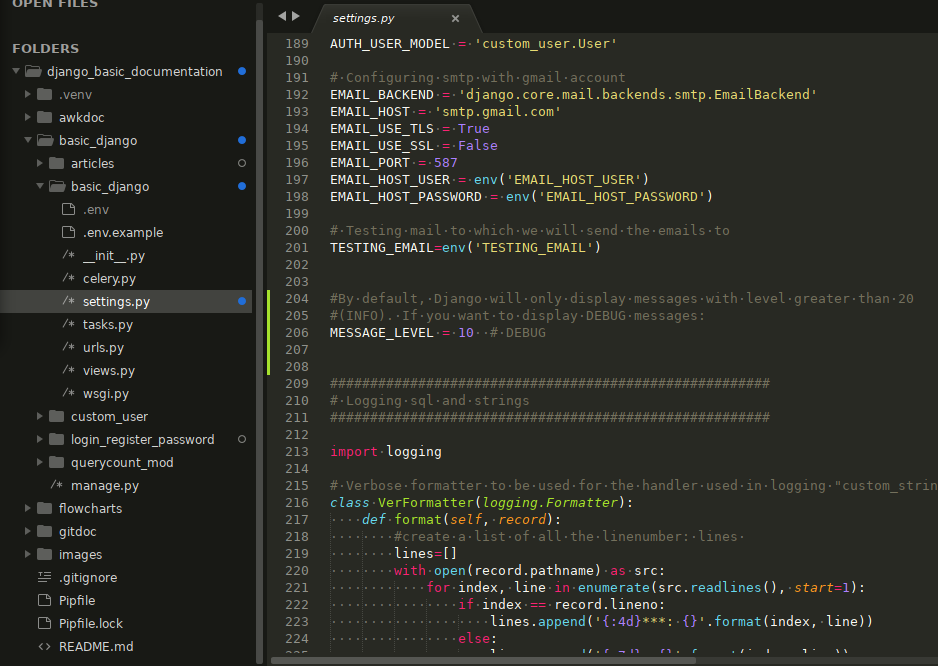 OPEN FILES
FOLDERS
django_basic_documentation
.venv
awkdoc
basic_django
articles
basic_django
.env
.env.example
/* __init__.py
/* celery.py
/* settings.py
/* tasks.py
/* urls.py
/* views.py
/* wsgi.py
custom_user
login_register_password
querycount_mod
/* manage.py
flowcharts
gitdoc
images
.gitignore
Pipfile
Pipfile.lock
<> README.md
settings.py ×
189 AUTH_USER_MODEL = 'custom_user.User'
190
191 # Configuring smtp with gmail account
192 EMAIL_BACKEND = 'django.core.mail.backends.smtp.EmailBackend'
193 EMAIL_HOST = 'smtp.gmail.com'
194 EMAIL_USE_TLS = True
195 EMAIL_USE_SSL = False
196 EMAIL_PORT = 587
197 EMAIL_HOST_USER = env('EMAIL_HOST_USER')
198 EMAIL_HOST_PASSWORD = env('EMAIL_HOST_PASSWORD')
199
200 # Testing mail to which we will send the emails to
201 TESTING_EMAIL=env('TESTING_EMAIL')
202
203
204 #By default, Django will only display messages with level greater than 20
205 #(INFO). If you want to display DEBUG messages:
206 MESSAGE_LEVEL = 10  # DEBUG
207
208
209 #######################################################
210 # Logging sql and strings
211 #######################################################
212
213 import logging
214
215 # Verbose formatter to be used for the handler used in logging "custom_strin
216 class VerFormatter(logging.Formatter):
217     def format(self, record):
218         #create a list of all the linenumber: lines
219         lines=[]
220         with open(record.pathname) as src:
221             for index, line in enumerate(src.readlines(), start=1):
222                 if index == record.lineno:
223                     lines.append('{:4d}***: {}'.format(index, line))
224                 else: